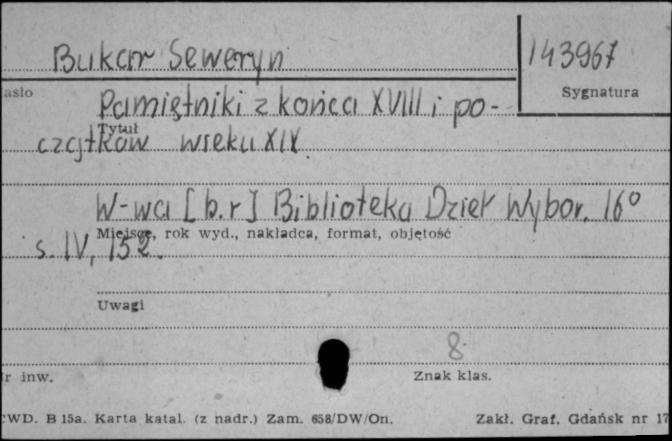 Bukar Seweryn
143967
asło
Sygnatura
Pamiętniki z końca XVIII i po-
Tytuł
czątków wieku XIX.
W-wa [b.r] Biblioteka Dzieł Wybor. 16°
Miejsce, rok wyd., nakładca, format, objętość
s. IV, 152.
Uwagi
8
r inw.
Znak klas.
CWD. B 15a. Karta katal. (z nadr.) Zam. 658/DW/On.
Zakł. Graf. Gdańsk nr 17